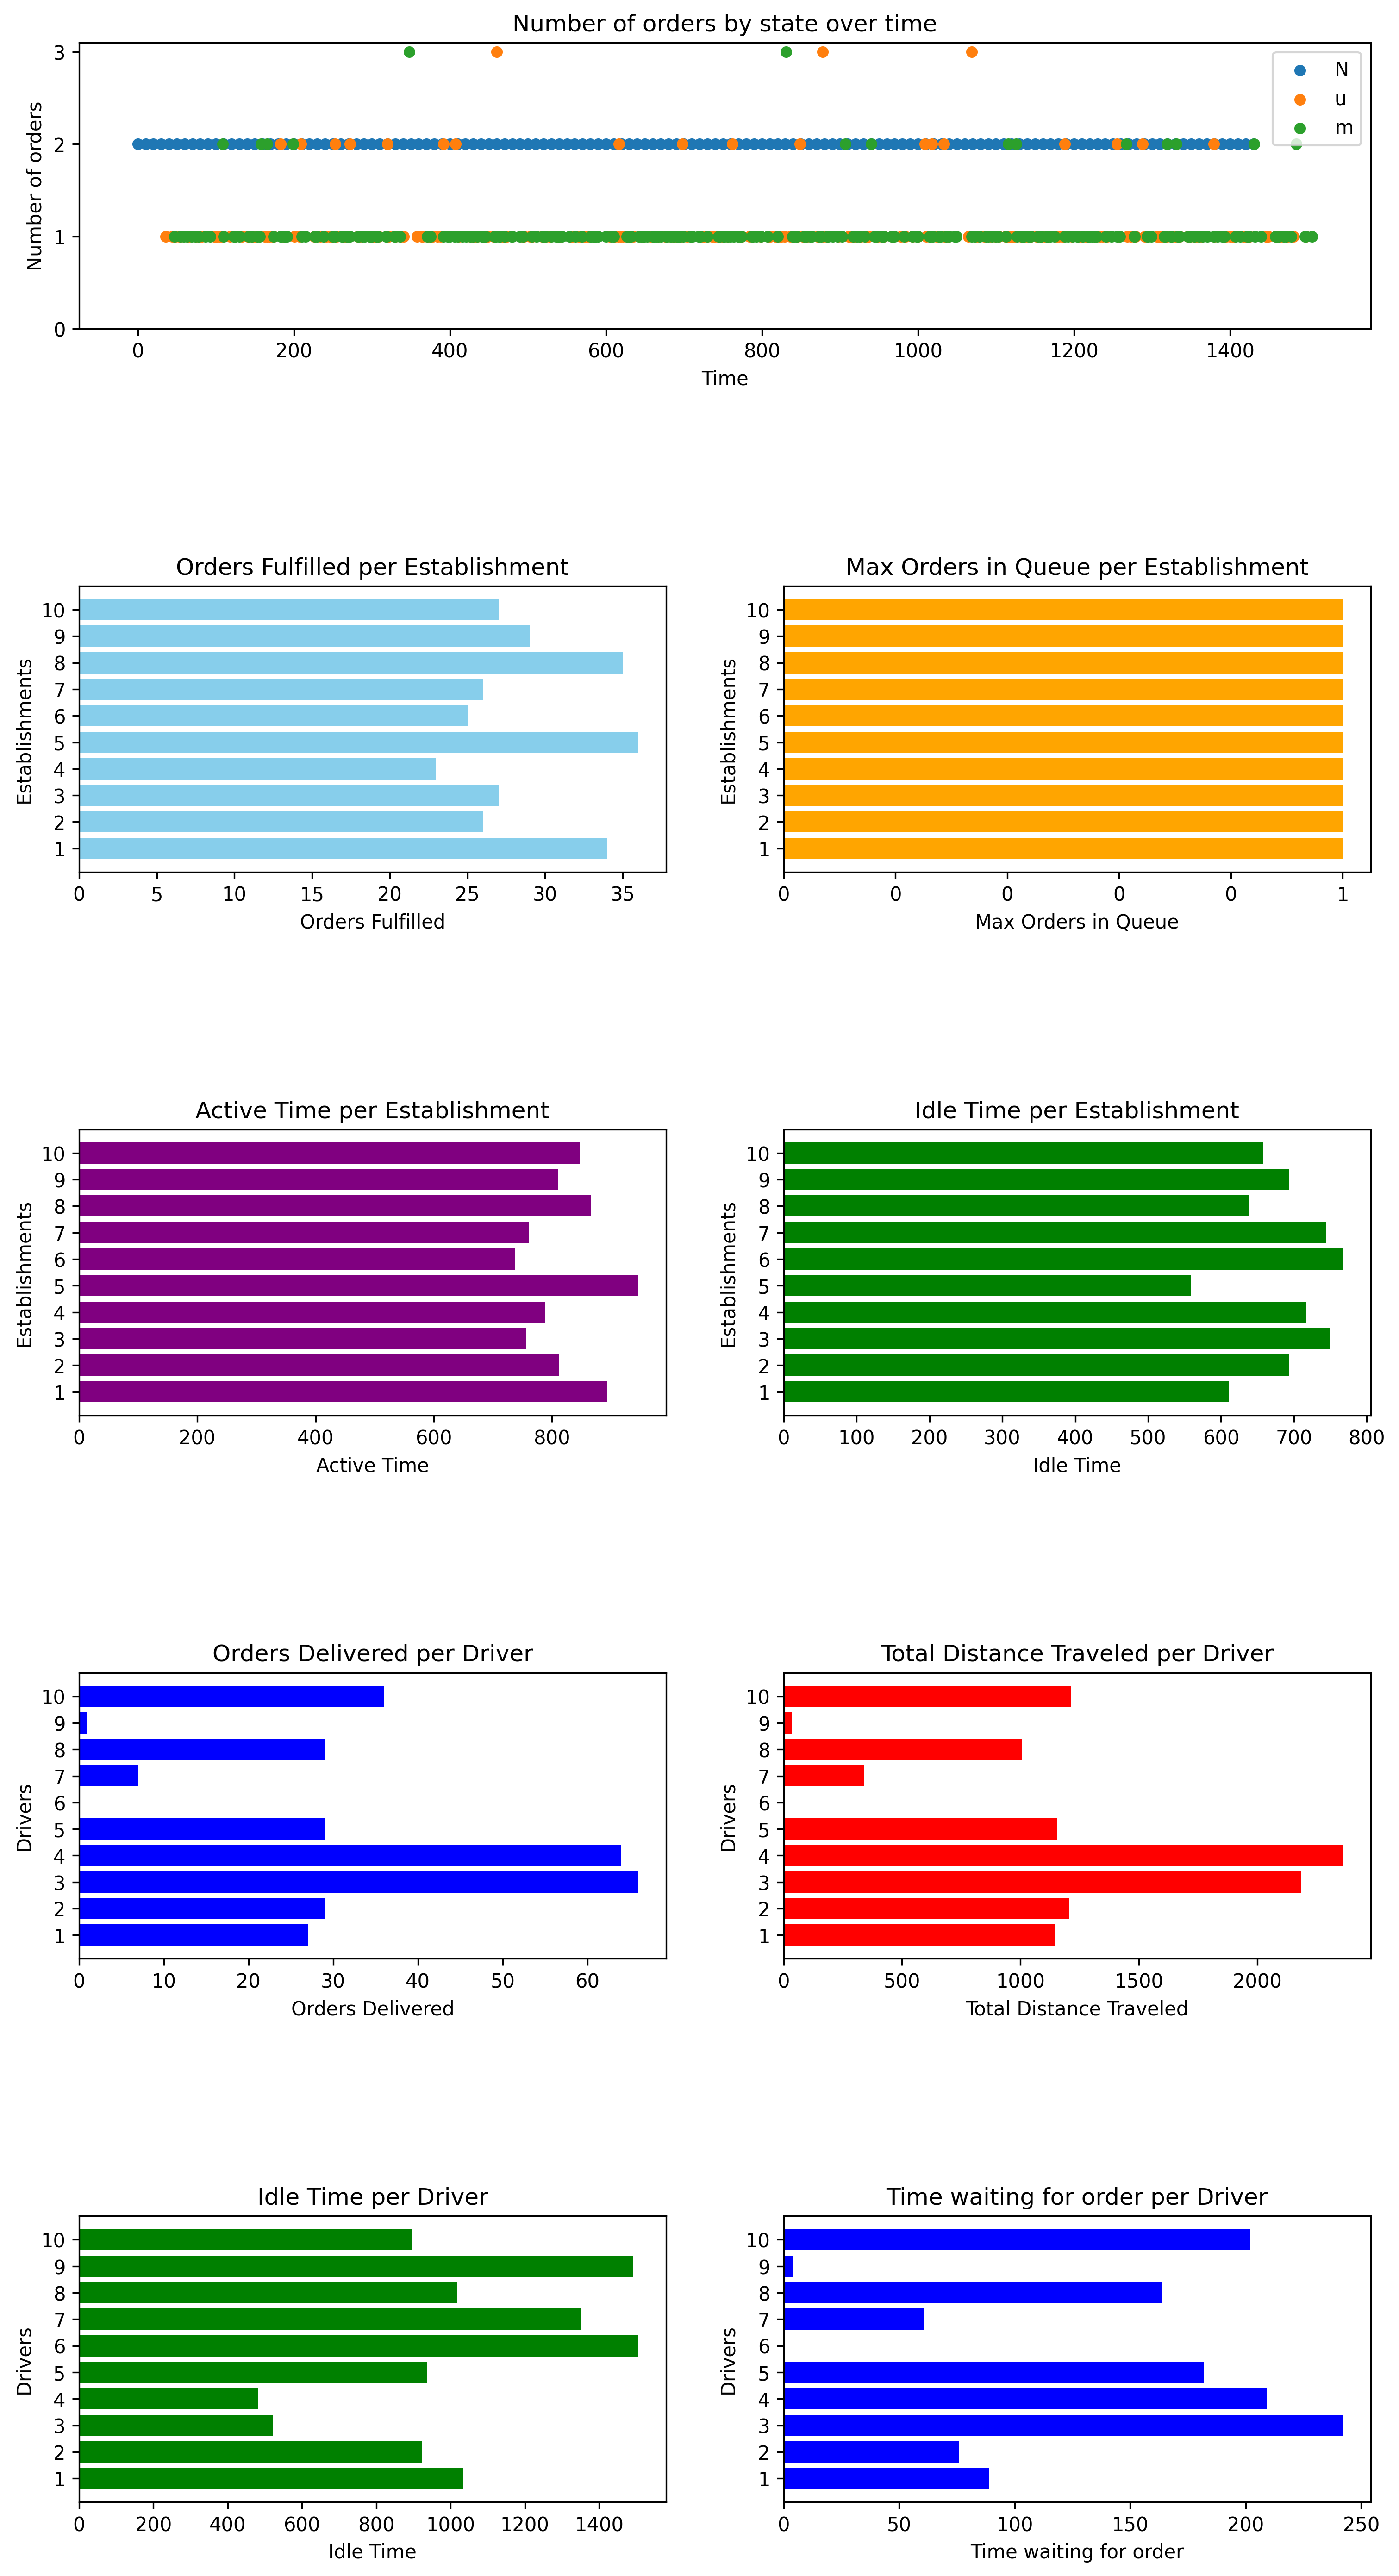 Number of orders by state over time
3
2
1
0
Number of orders
N
u
m
0 200 400 600 800 1000 1200 1400
Time
Orders Fulfilled per Establishment
10
9
8
7
6
5
4
3
2
1
Establishments
0 5 10 15 20 25 30 35
Orders Fulfilled
Max Orders in Queue per Establishment
10
9
8
7
6
5
4
3
2
1
Establishments
0 0 0 0 0 1
Max Orders in Queue
Active Time per Establishment
10
9
8
7
6
5
4
3
2
1
Establishments
0 200 400 600 800
Active Time
Idle Time per Establishment
10
9
8
7
6
5
4
3
2
1
Establishments
0 100 200 300 400 500 600 700 800
Idle Time
Orders Delivered per Driver
10
9
8
7
6
5
4
3
2
1
Drivers
0 10 20 30 40 50 60
Orders Delivered
Total Distance Traveled per Driver
10
9
8
7
6
5
4
3
2
1
Drivers
0 500 1000 1500 2000
Total Distance Traveled
Idle Time per Driver
10
9
8
7
6
5
4
3
2
1
Drivers
0 200 400 600 800 1000 1200 1400
Idle Time
Time waiting for order per Driver
10
9
8
7
6
5
4
3
2
1
Drivers
0 50 100 150 200 250
Time waiting for order